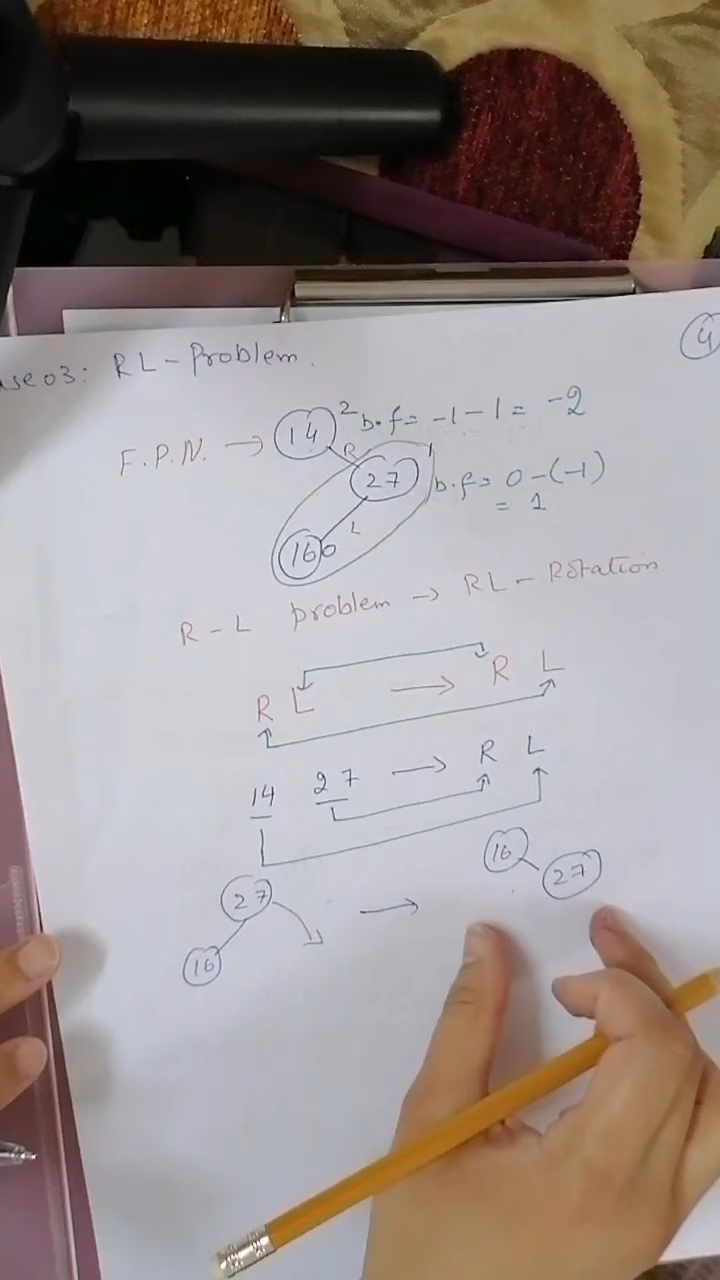 ase 03: RL - Problem.
4
F.P.N. → 14 2 b.f = -1-1 = -2
R
27 1 b.f = 0-(-1)
= 1
L
16 0
R-L problem → RL - Rotation
R L → R L
14 27 → R L
27 → 16 27
16